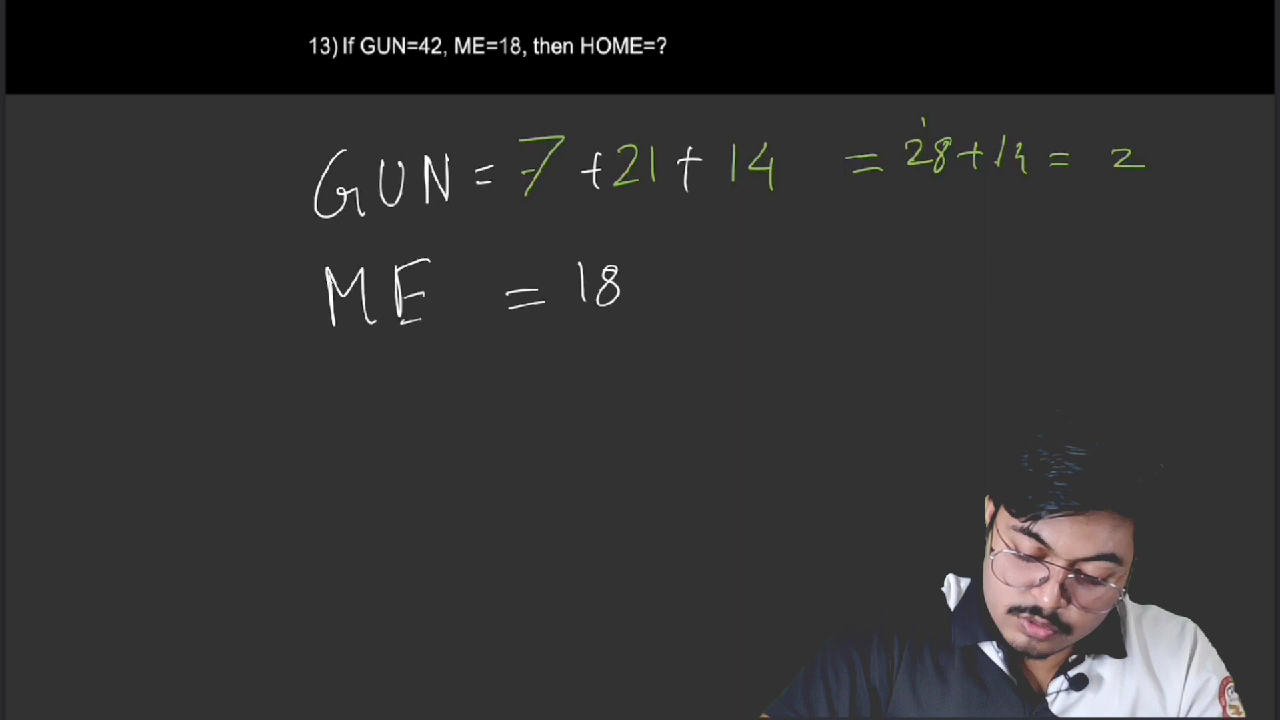 13) If GUN=42, ME=18, then HOME=?
GUN = 7 + 21 + 14 = 28 + 14 = 2
ME = 18